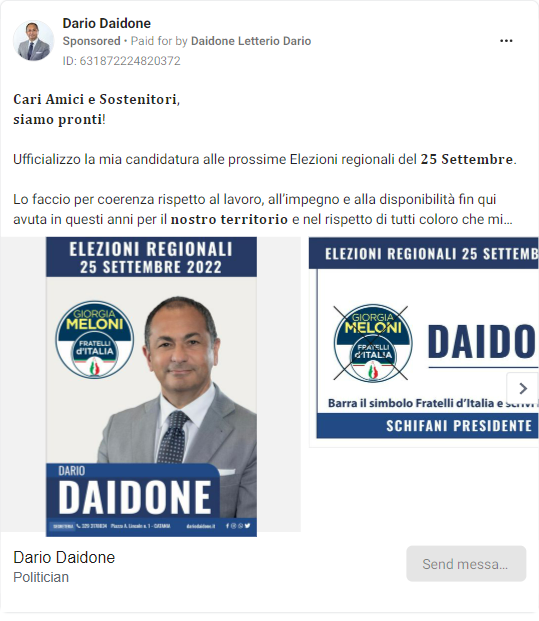 Dario Daidone
Sponsored • Paid for by Daidone Letterio Dario
ID: 631872224820372
Cari Amici e Sostenitori,
siamo pronti!
Ufficializzo la mia candidatura alle prossime Elezioni regionali del 25 Settembre.
Lo faccio per coerenza rispetto al lavoro, all'impegno e alla disponibilità fin qui
avuta in questi anni per il nostro territorio e nel rispetto di tutti coloro che mi...
ELEZIONI REGIONALI
25 SETTEMBRE 2022
GIORGIA
MELONI
FRATELLI
d'ITALIA
DARIO
DAIDONE
Piazza A. Lincoln n. 1 - CATANIA
dariodaidone.it
ELEZIONI REGIONALI 25 SETTEMB
GIORGIA
MELONI
FRATELLI
d'ITALIA
DAIDO
Barra il simbolo Fratelli d'Italia e scrivi
SCHIFANI PRESIDENTE
Dario Daidone
Politician
Send messa...